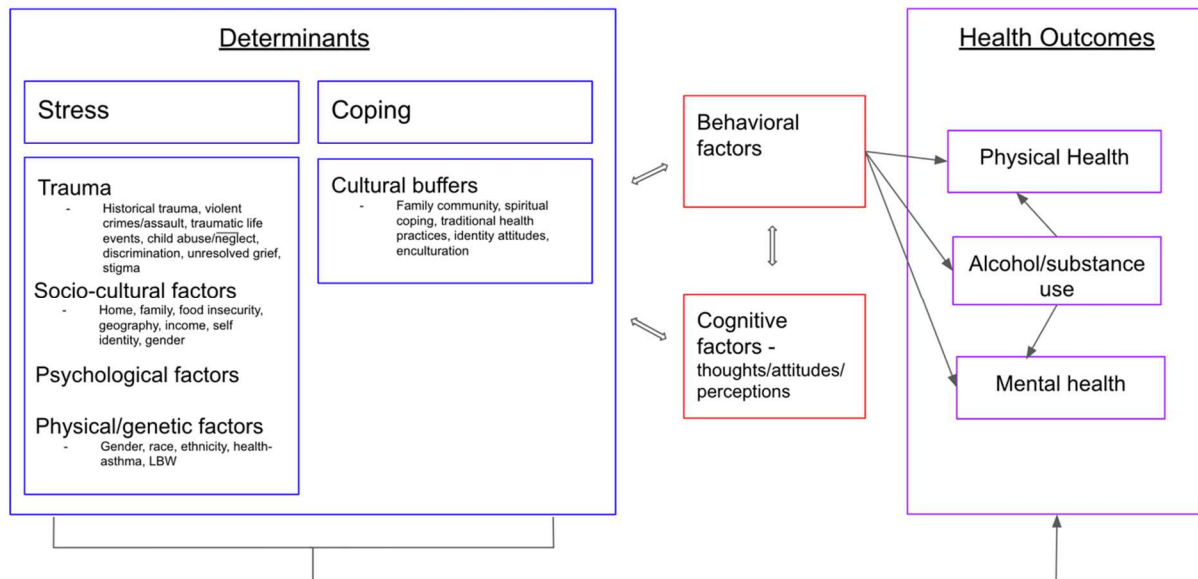 Determinants
Stress
Coping
Trauma
- Historical trauma, violent
crimes/assault, traumatic life
events, child abuse/neglect,
discrimination, unresolved grief,
stigma
Socio-cultural factors
- Home, family, food insecurity,
geography, income, self
identity, gender
Psychological factors
Physical/genetic factors
- Gender, race, ethnicity, health-
asthma, LBW
Cultural buffers
- Family community, spiritual
coping, traditional health
practices, identity attitudes,
enculturation
Behavioral
factors
Cognitive
factors -
thoughts/attitudes/
perceptions
Health Outcomes
Physical Health
Alcohol/substance
use
Mental health